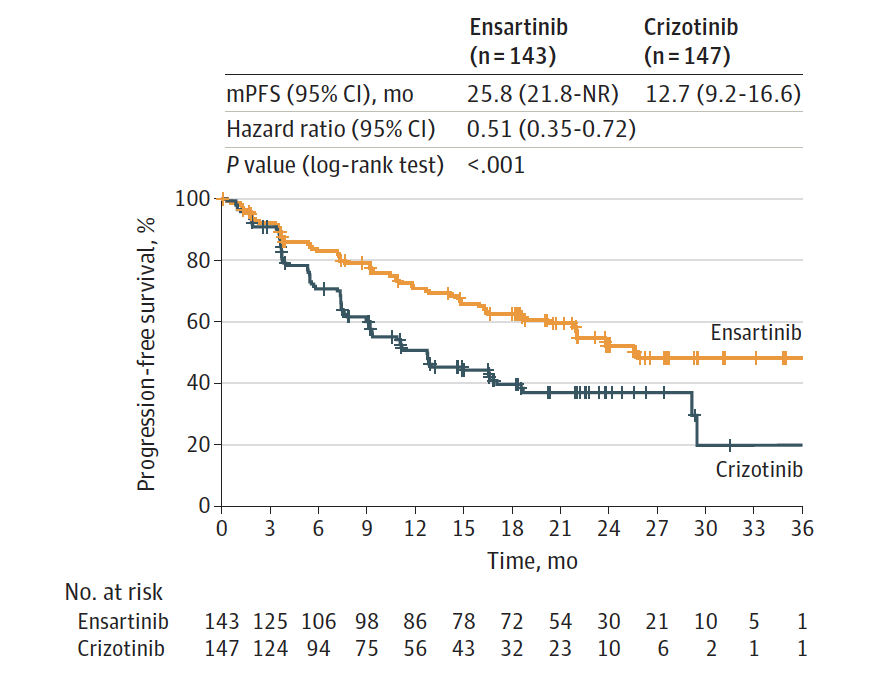 Ensartinib Crizotinib
(n = 143) (n = 147)
mPFS (95% CI), mo 25.8 (21.8-NR) 12.7 (9.2-16.6)
Hazard ratio (95% CI) 0.51 (0.35-0.72)
P value (log-rank test) <.001
100
80
60
40
20
0
Progression-free survival, %
Ensartinib
Crizotinib
0 3 6 9 12 15 18 21 24 27 30 33 36
Time, mo
No. at risk
Ensartinib 143 125 106 98 86 78 72 54 30 21 10 5 1
Crizotinib 147 124 94 75 56 43 32 23 10 6 2 1 1